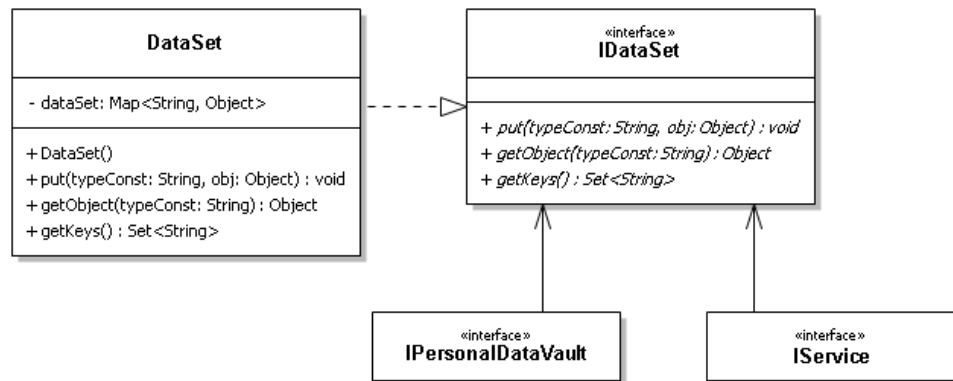 DataSet
- dataSet: Map<String, Object>
+ DataSet()
+ put(typeConst: String, obj: Object) : void
+ getObject(typeConst: String) : Object
+ getKeys() : Set<String>
«interface»
IDataSet
+ put(typeConst: String, obj: Object) : void
+ getObject(typeConst: String) : Object
+ getKeys() : Set<String>
«interface»
IPersonalDataVault
«interface»
IService